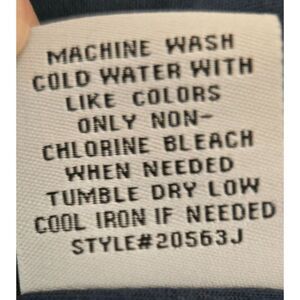 MACHINE WASH
COLD WATER WITH
LIKE COLORS
ONLY NON-
CHLORINE BLEACH
WHEN NEEDED
TUMBLE DRY LOW
COOL IRON IF NEEDED
STYLE#20563J